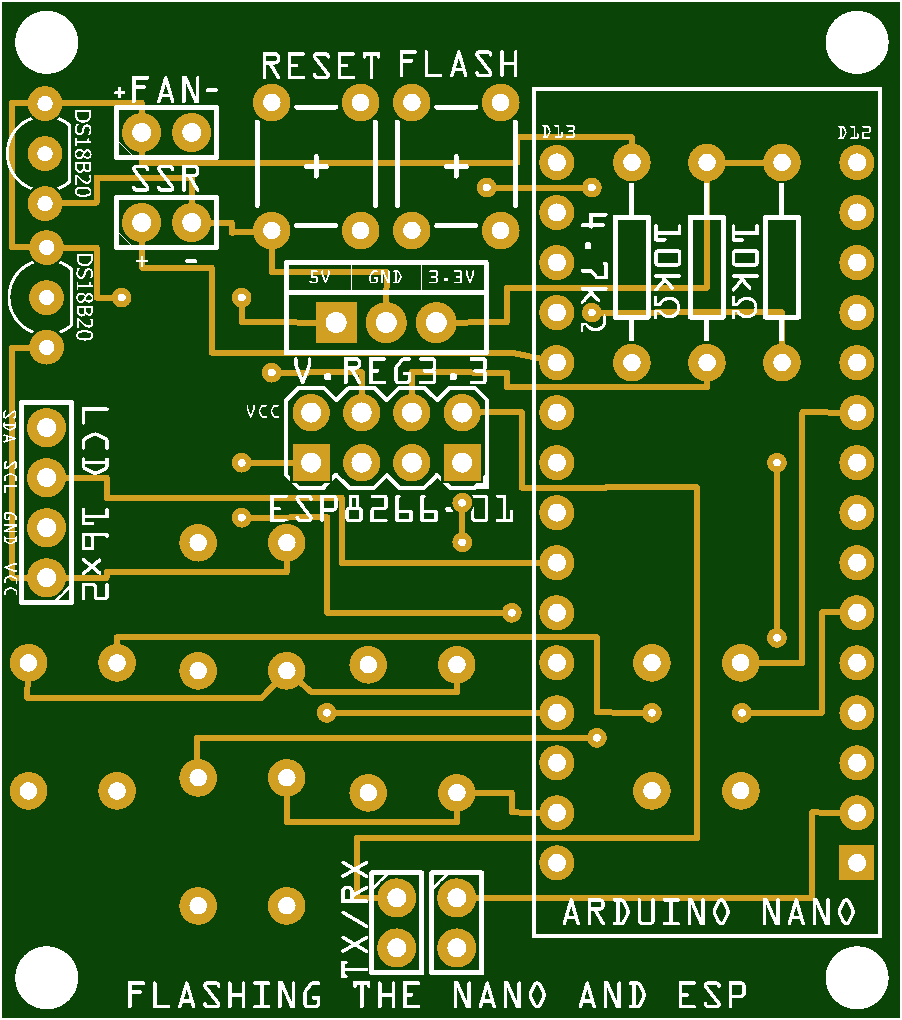 RESET FLASH
+FAN-
DS18B20
SSR
+ -
DS18B20
D13
D12
4.7kΩ
10kΩ
10kΩ
5V GND 3.3V
V.REG3.3
VCC
ESP8266-01
SDA SCL GND VCC
LCD 16x2
TX/RX
ARDUINO NANO
FLASHING THE NANO AND ESP